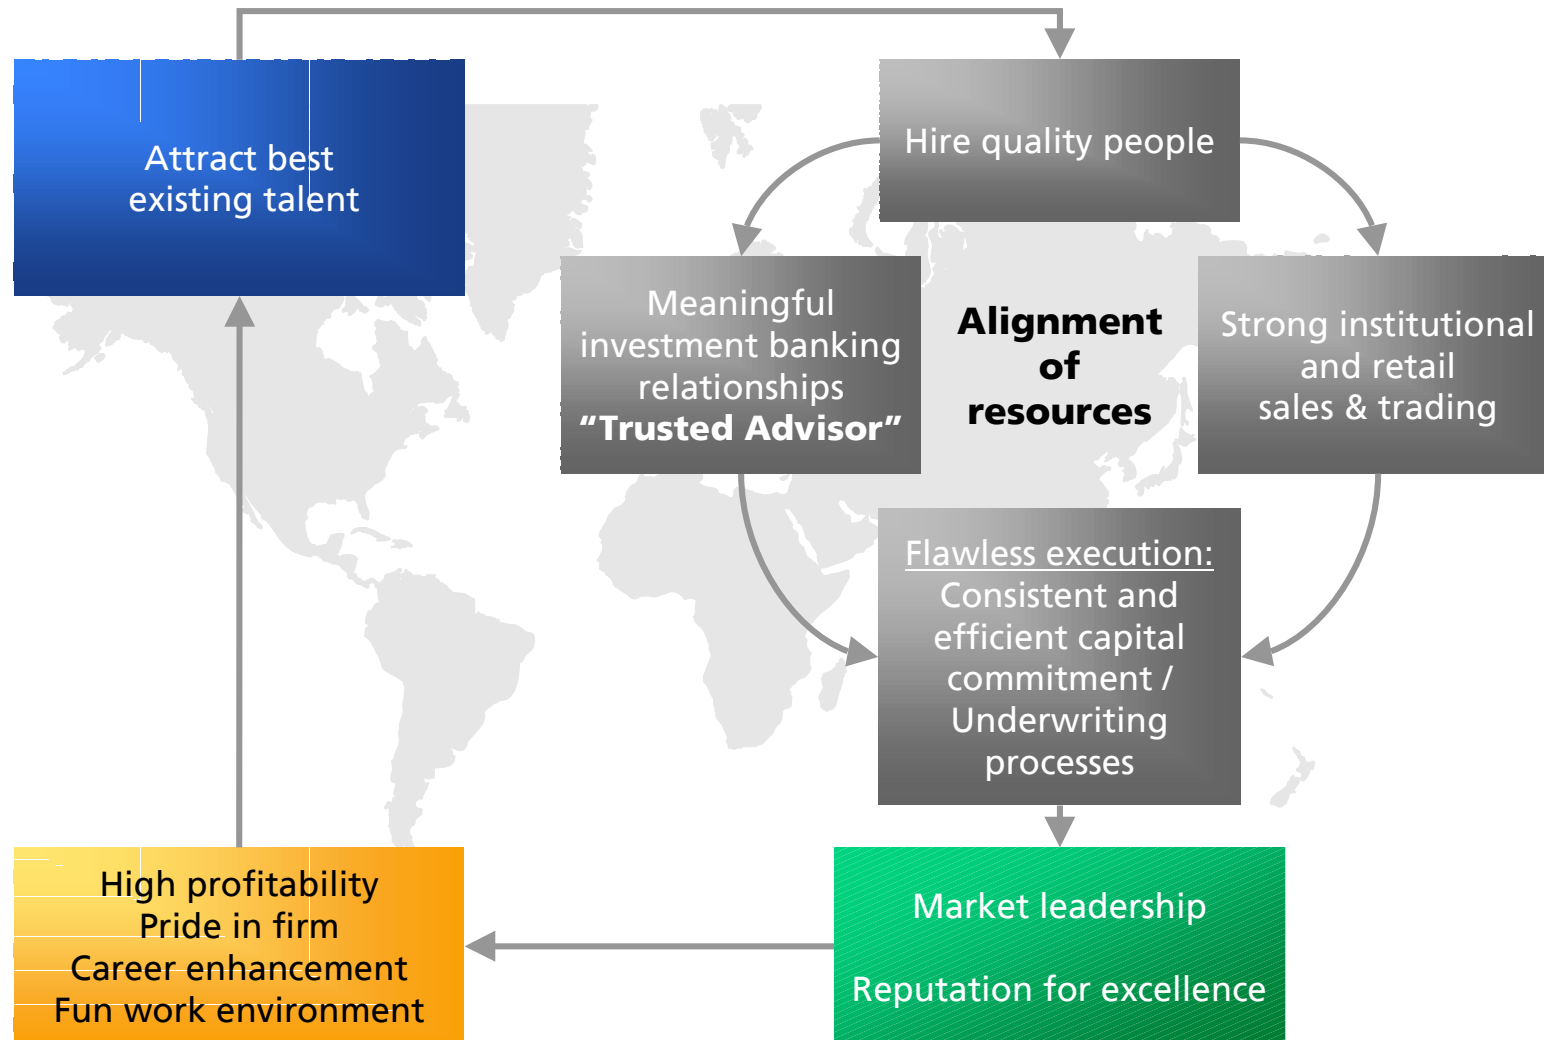 Attract best
existing talent
Hire quality people
Meaningful
investment banking
relationships
“Trusted Advisor”
Alignment
of
resources
Strong institutional
and retail
sales & trading
Flawless execution:
Consistent and
efficient capital
commitment /
Underwriting
processes
High profitability
Pride in firm
Career enhancement
Fun work environment
Market leadership
Reputation for excellence